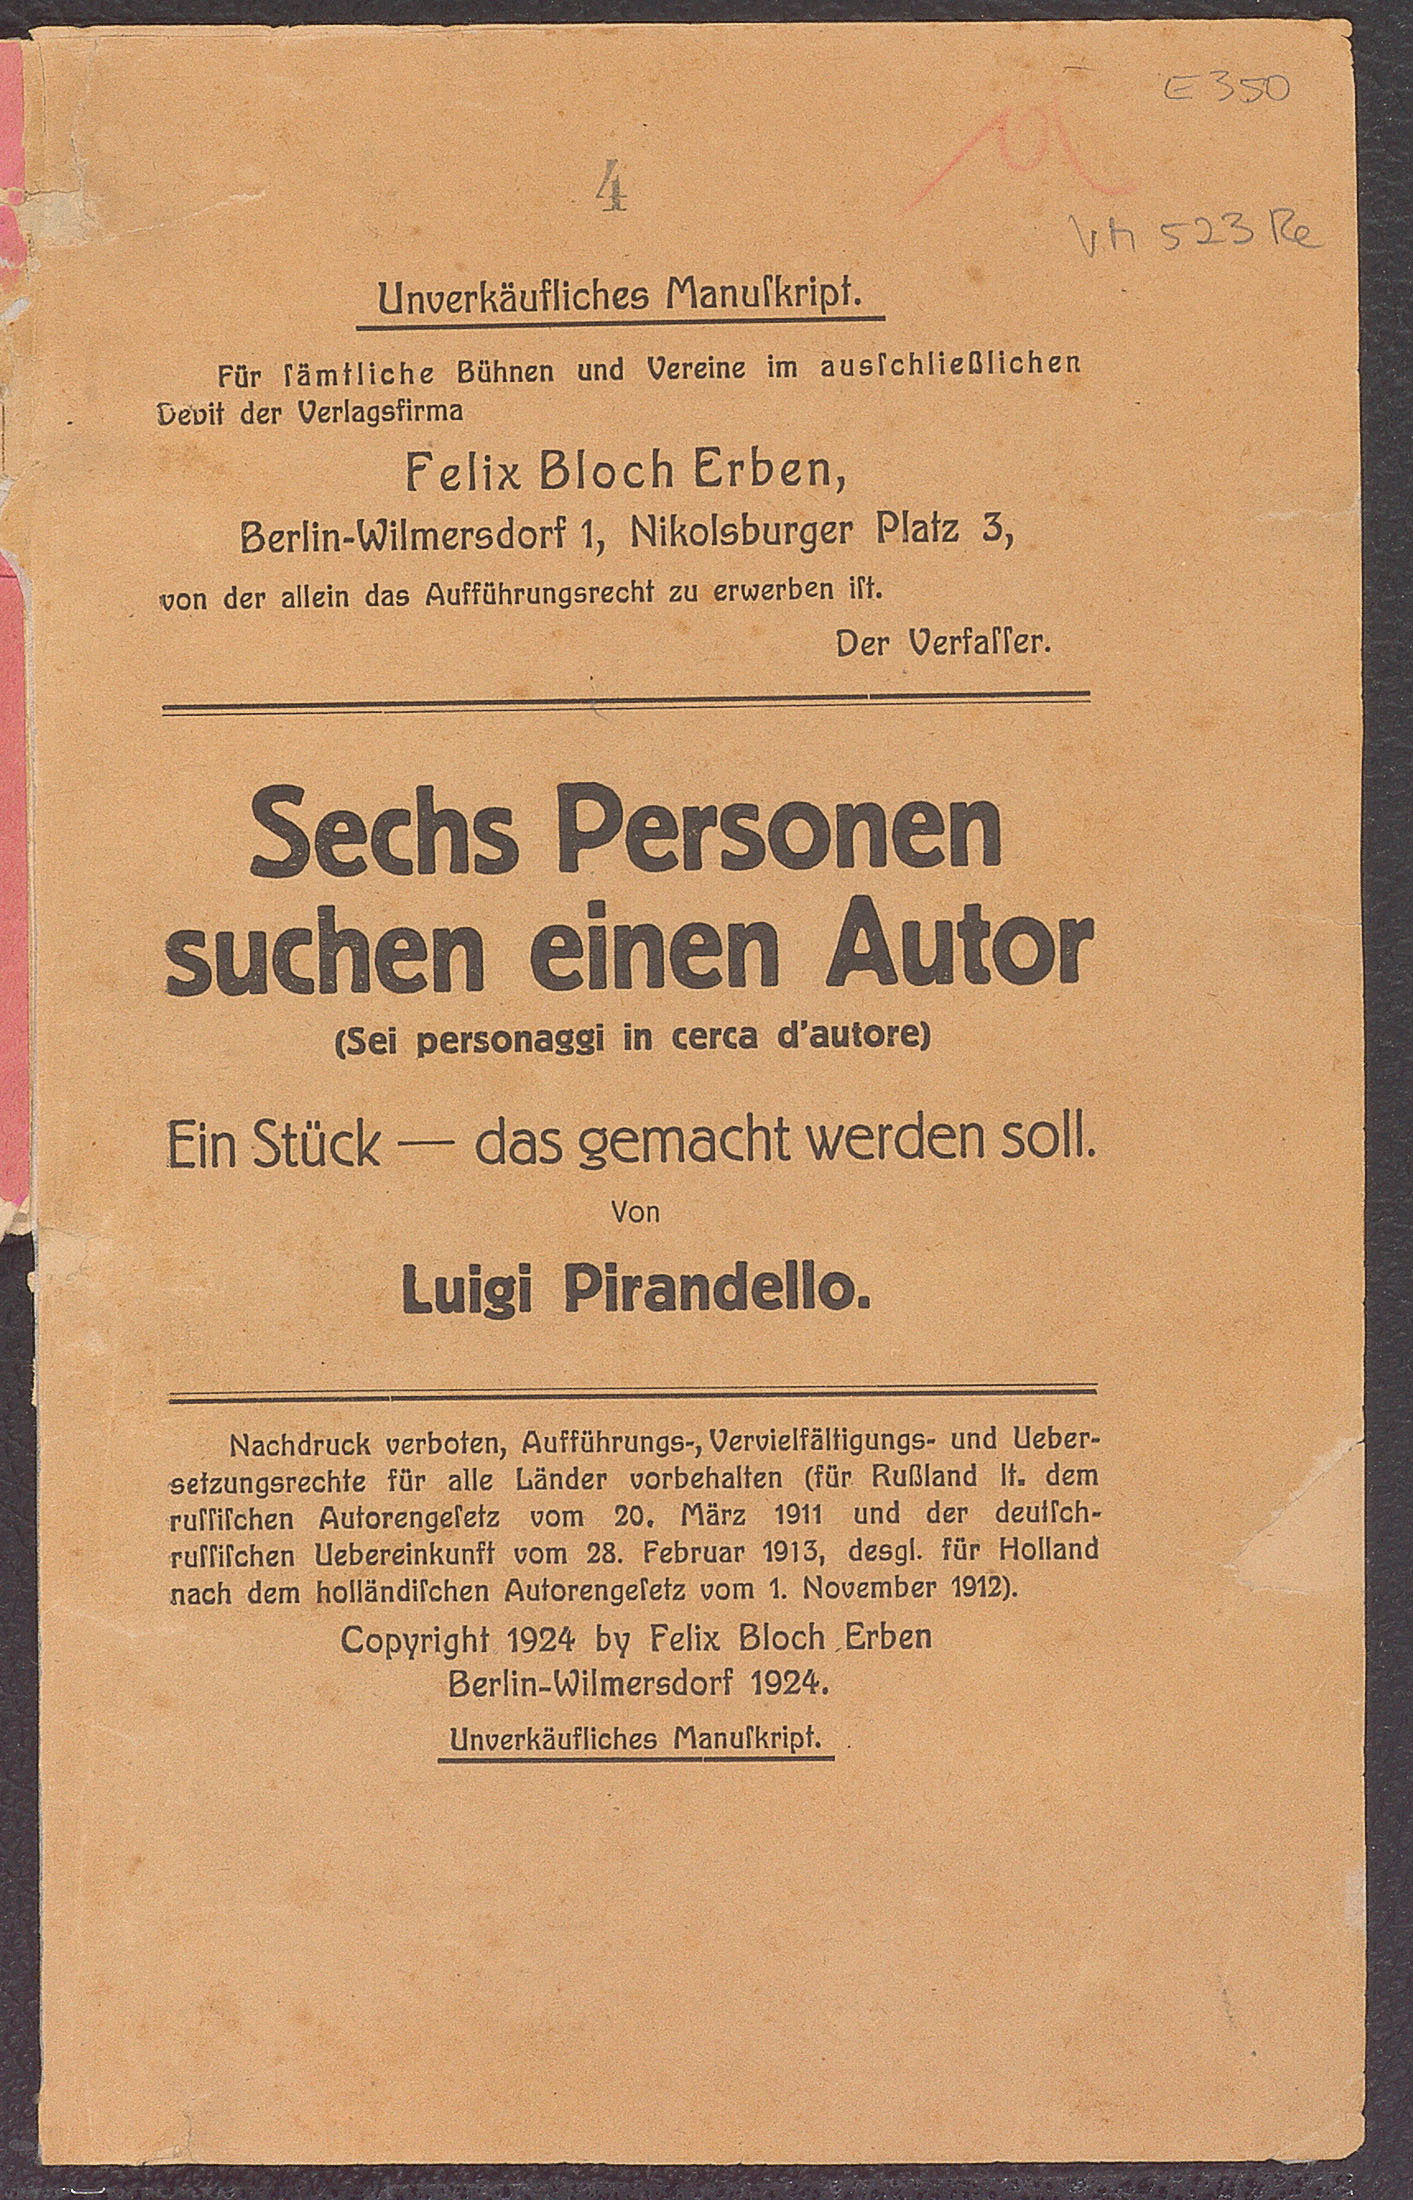 E 350
4
Vh 523 Re
Unverkäufliches Manuſkript.
Für ſämtliche Bühnen und Vereine im ausſchließlichen
Debit der Verlagsfirma
Felix Bloch Erben,
Berlin-Wilmersdorf 1, Nikolsburger Platz 3,
von der allein das Aufführungsrecht zu erwerben iſt.
Der Verfaſſer.
Sechs Personen
suchen einen Autor
(Sei personaggi in cerca d'autore)
Ein Stück — das gemacht werden soll.
Von
Luigi Pirandello.
Nachdruck verboten, Aufführungs-, Vervielfältigungs- und Ueber-
setzungsrechte für alle Länder vorbehalten (für Rußland lt. dem
ruſſiſchen Autorengeſetz vom 20. März 1911 und der deutſch-
ruſſiſchen Uebereinkunft vom 28. Februar 1913, desgl. für Holland
nach dem holländiſchen Autorengeſetz vom 1. November 1912).
Copyright 1924 by Felix Bloch Erben
Berlin-Wilmersdorf 1924.
Unverkäufliches Manuſkript.